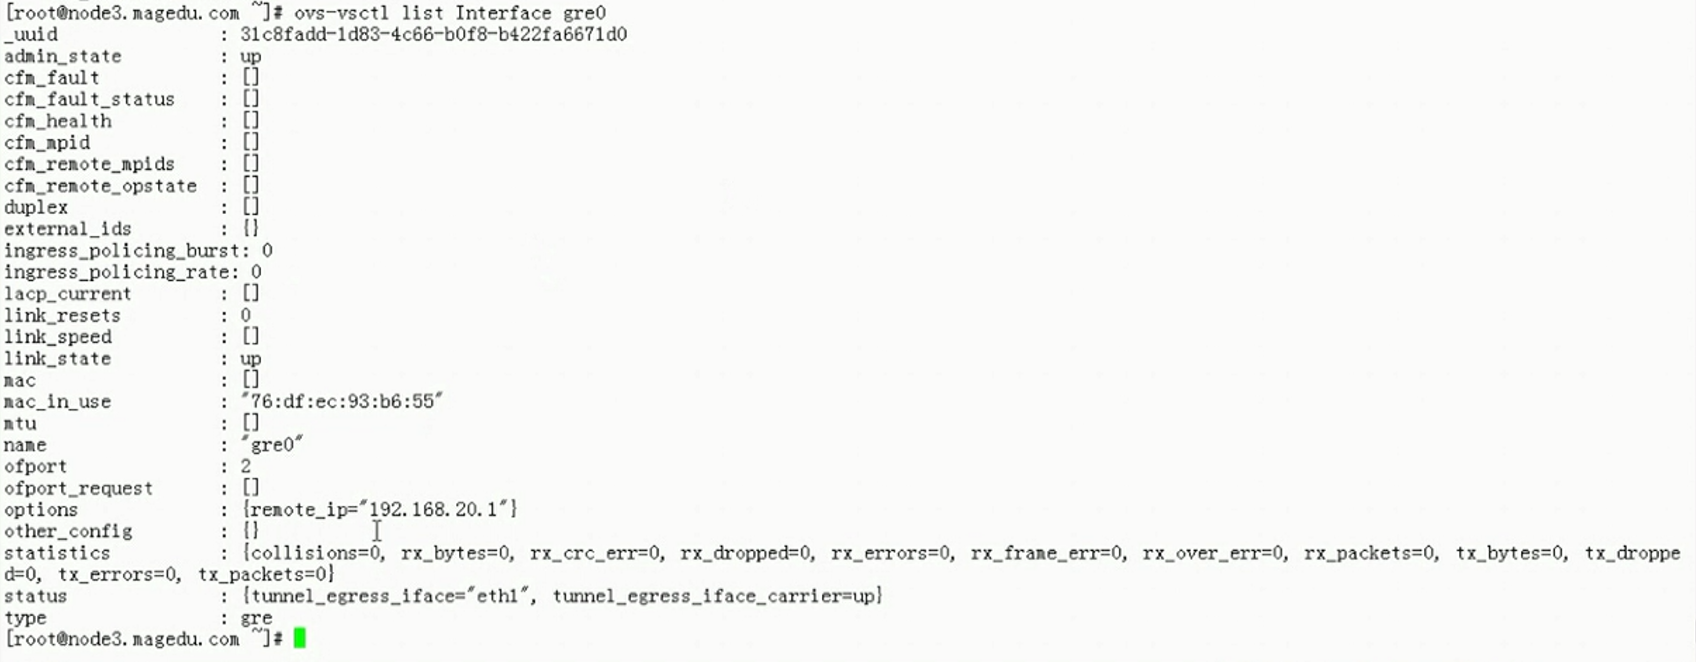 [root@node3.magedu.com ~]# ovs-vsctl list Interface gre0
_uuid               : 31c8fadd-1d83-4c66-b0f8-b422fa6671d0
admin_state         : up
cfm_fault           : []
cfm_fault_status    : []
cfm_health          : []
cfm_mpid            : []
cfm_remote_mpids    : []
cfm_remote_opstate  : []
duplex              : []
external_ids        : {}
ingress_policing_burst: 0
ingress_policing_rate: 0
lacp_current        : []
link_resets         : 0
link_speed          : []
link_state          : up
mac                 : []
mac_in_use          : "76:df:ec:93:b6:55"
mtu                 : []
name                : "gre0"
ofport              : 2
ofport_request      : []
options             : {remote_ip="192.168.20.1"}
other_config        : {}
statistics          : {collisions=0, rx_bytes=0, rx_crc_err=0, rx_dropped=0, rx_errors=0, rx_frame_err=0, rx_over_err=0, rx_packets=0, tx_bytes=0, tx_droppe
d=0, tx_errors=0, tx_packets=0}
status              : {tunnel_egress_iface="eth1", tunnel_egress_iface_carrier=up}
type                : gre
[root@node3.magedu.com ~]#